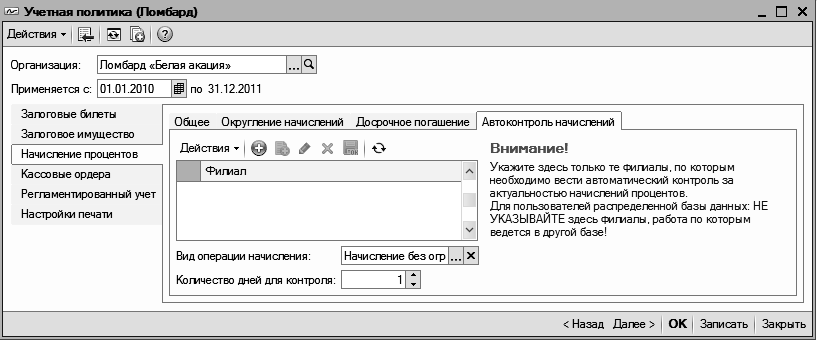 Учетная политика (Ломбард)
Действия
Организация: Ломбард «Белая акация» ...
Применяется с: 01.01.2010 по 31.12.2011
Залоговые билеты
Залоговое имущество
Начисление процентов
Кассовые ордера
Регламентированный учет
Настройки печати
Общее Округление начислений Досрочное погашение Автоконтроль начислений
Действия
Филиал
Вид операции начисления: Начисление без огр ...
Количество дней для контроля: 1
Внимание!
Укажите здесь только те филиалы, по которым
необходимо вести автоматический контроль за
актуальностью начислений процентов.
Для пользователей распределенной базы данных: НЕ
УКАЗЫВАЙТЕ здесь филиалы, работа по которым
ведется в другой базе!
< Назад Далее > OK Записать Закрыть